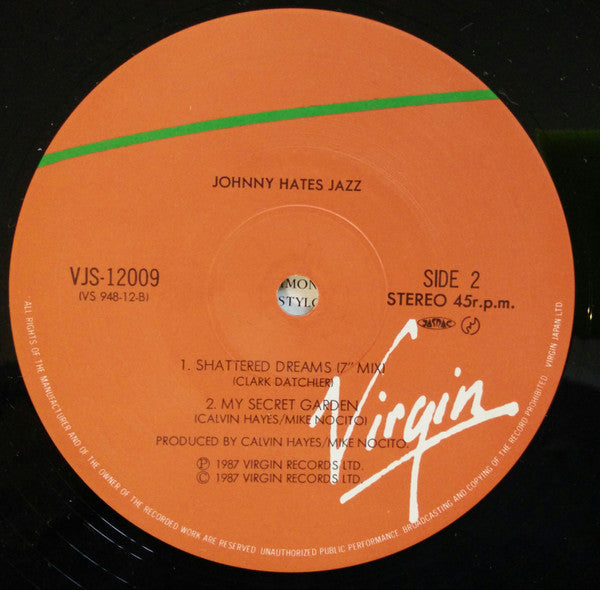 JOHNNY HATES JAZZ
VJS-12009
(VS 948-12-B)
SIDE 2
STEREO 45r.p.m.
JASRAC
MON
STYLO
1. SHATTERED DREAMS (7" MIX)
(CLARK DATCHLER)
2. MY SECRET GARDEN
(CALVIN HAYES/MIKE NOCITO)
PRODUCED BY CALVIN HAYES/MIKE NOCITO
Ⓟ 1987 VIRGIN RECORDS LTD.
© 1987 VIRGIN RECORDS LTD.
Virgin
ALL RIGHTS OF THE MANUFACTURER AND OF THE OWNER OF THE RECORDED WORK ARE RESERVED. UNAUTHORIZED PUBLIC PERFORMANCE. BROADCASTING AND COPYING OF THE RECORD PROHIBITED. VIRGIN JAPAN LTD.